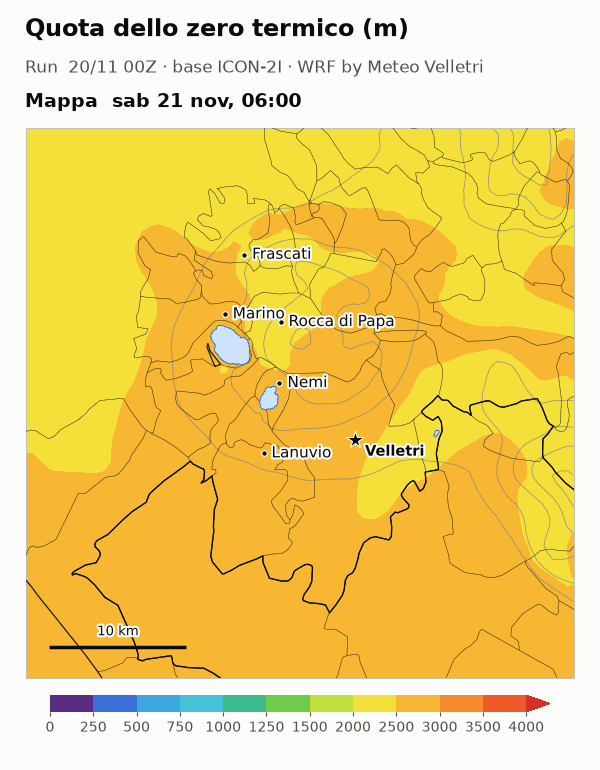 Quota dello zero termico (m)
Run  20/11 00Z · base ICON-2I · WRF by Meteo Velletri
Mappa  sab 21 nov, 06:00
Frascati
Marino
Rocca di Papa
Nemi
Velletri
Lanuvio
10 km
0 250 500 750 1000 1250 1500 2000 2500 3000 3500 4000